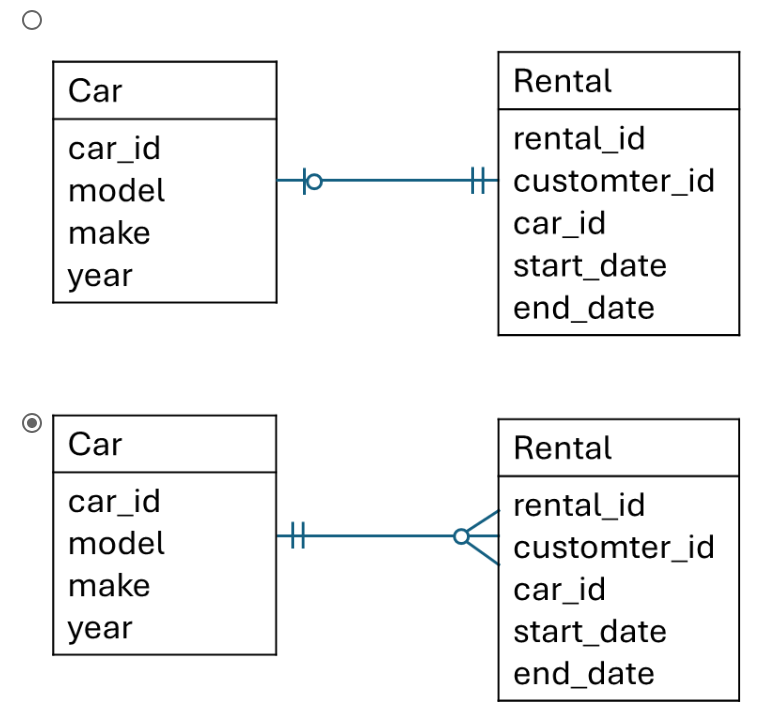 Car
car_id
model
make
year
Rental
rental_id
customter_id
car_id
start_date
end_date
Car
car_id
model
make
year
Rental
rental_id
customter_id
car_id
start_date
end_date